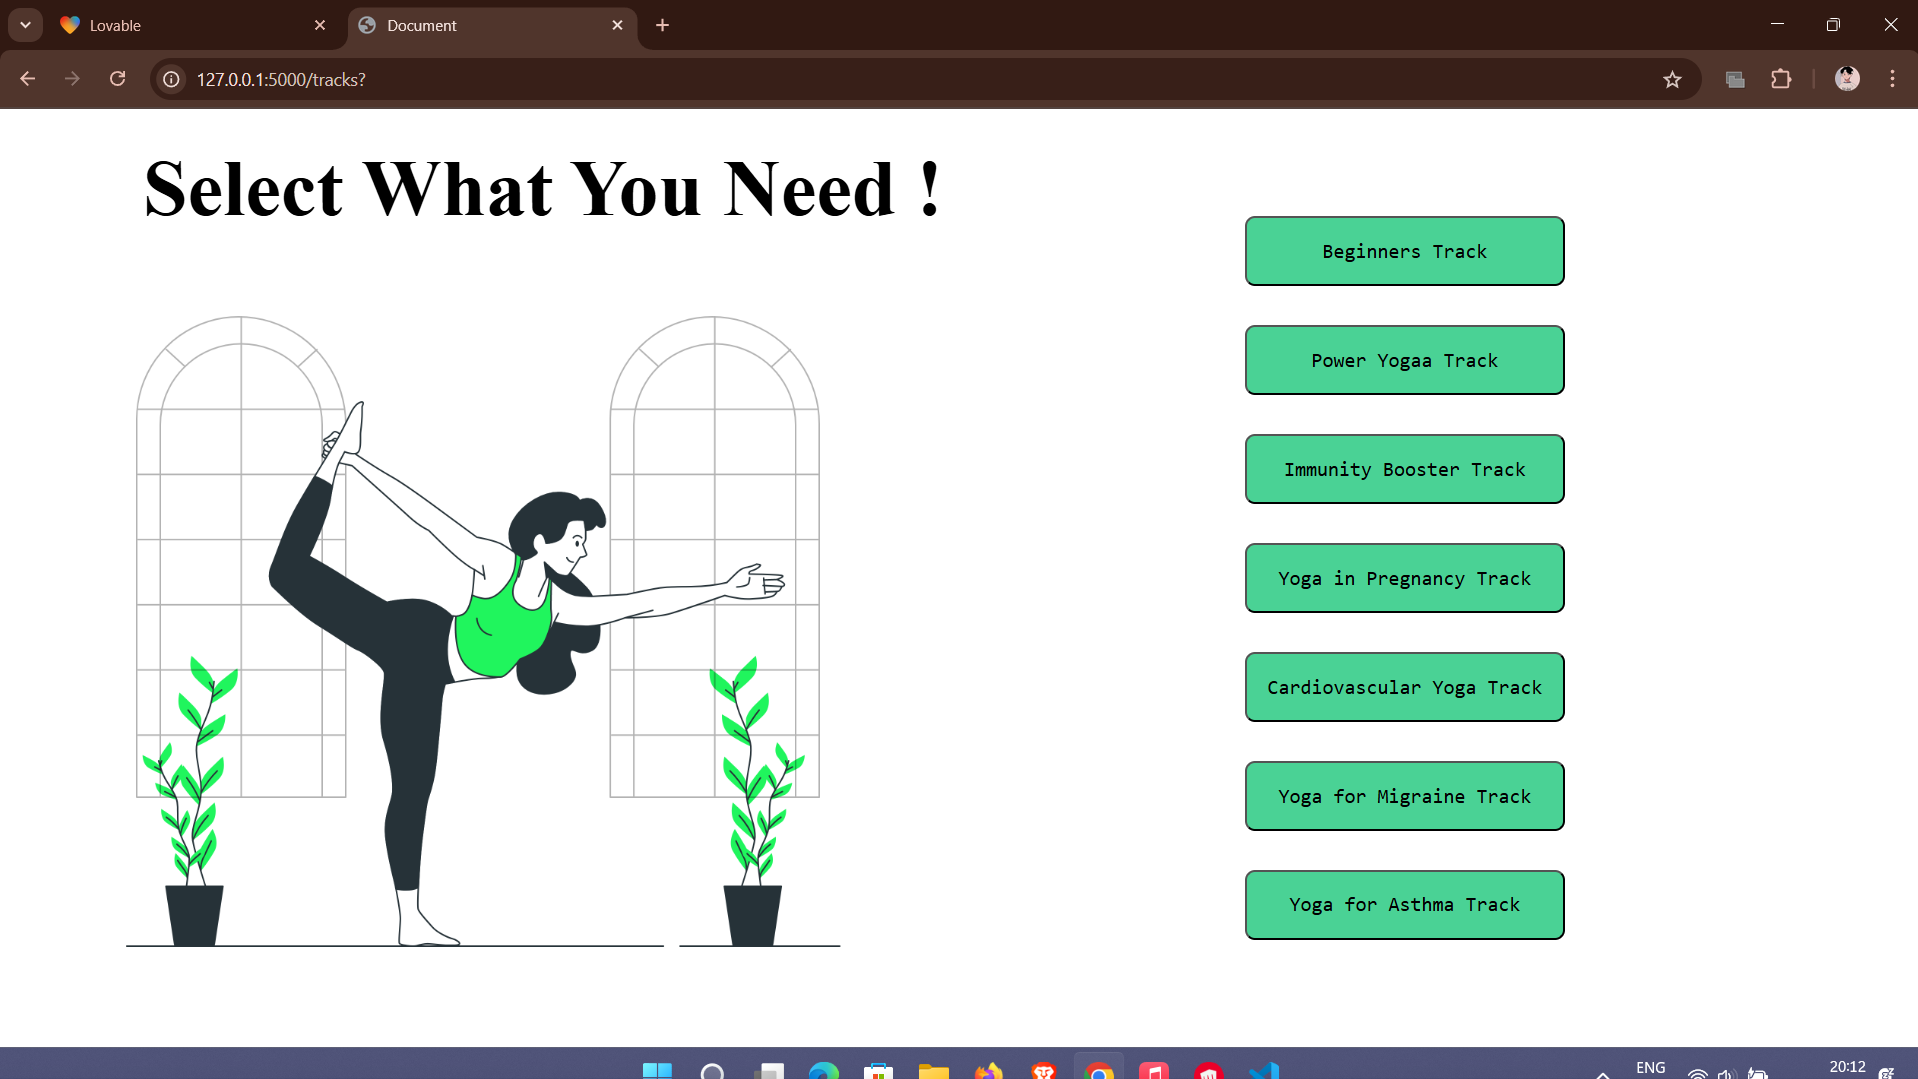 Lovable
Document
127.0.0.1:5000/tracks?
Select What You Need !
Beginners Track
Power Yogaa Track
Immunity Booster Track
Yoga in Pregnancy Track
Cardiovascular Yoga Track
Yoga for Migraine Track
Yoga for Asthma Track
ENG
20:12